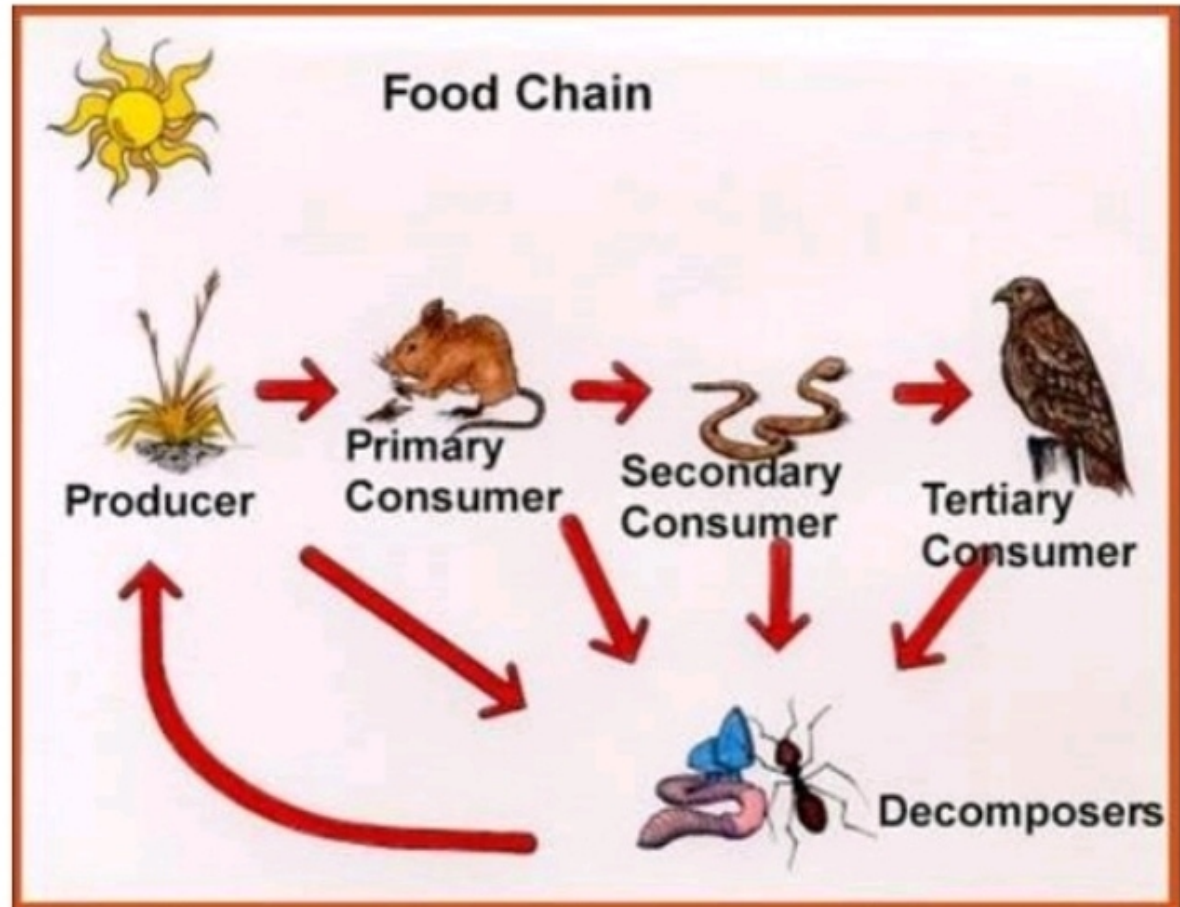 Food Chain
Producer
Primary
Consumer
Secondary
Consumer
Tertiary
Consumer
Decomposers